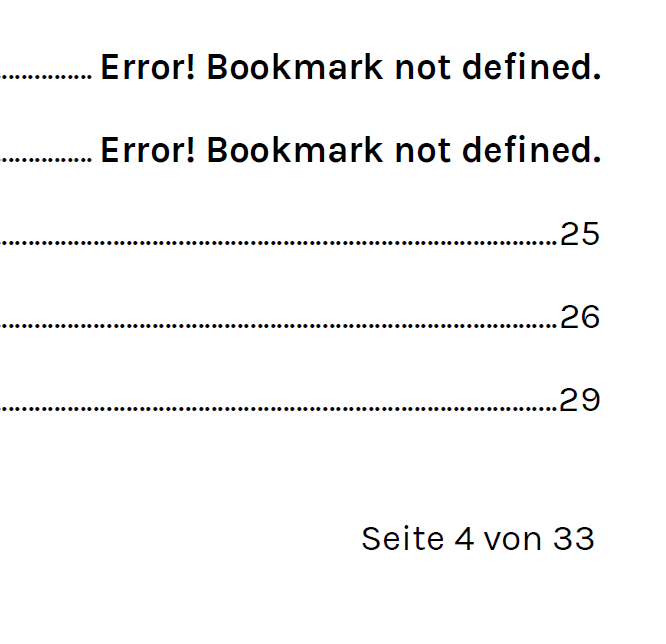 ............... Error! Bookmark not defined.
............... Error! Bookmark not defined.
.....................................................................................25
.....................................................................................26
.....................................................................................29
Seite 4 von 33